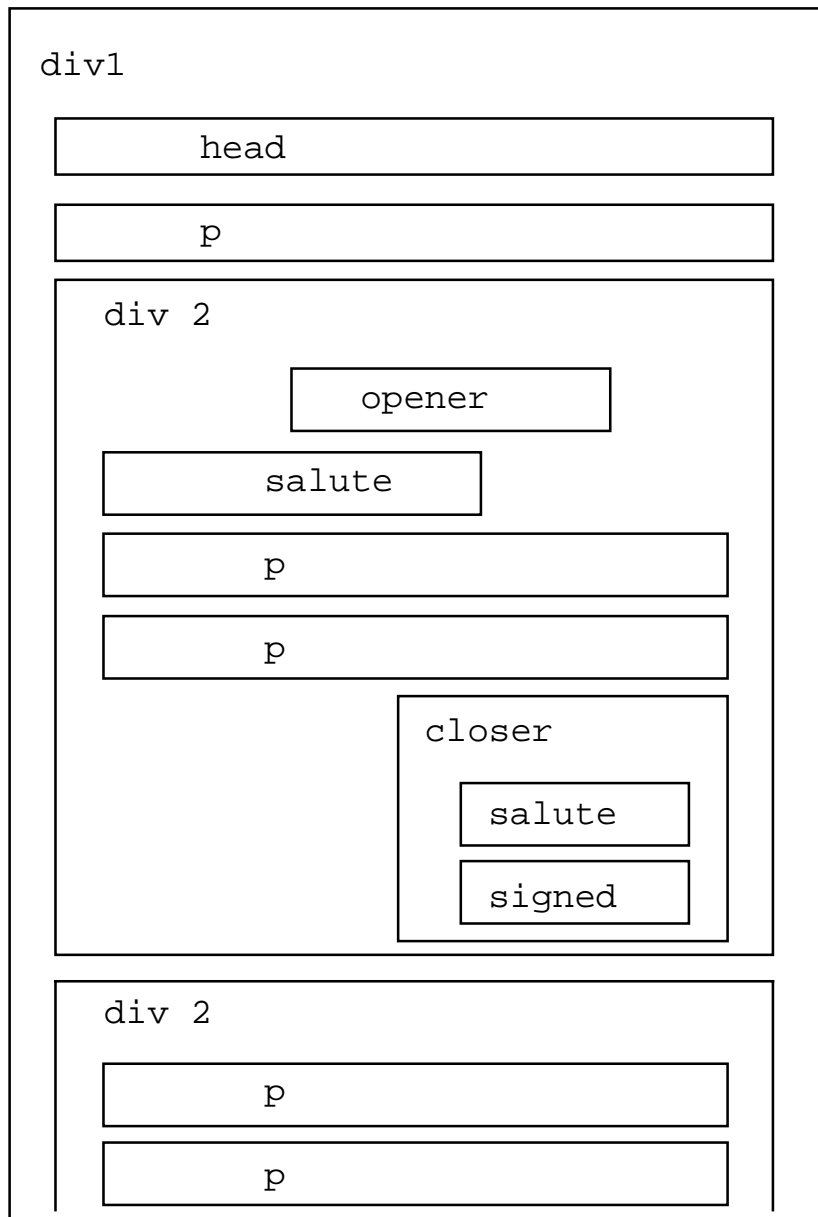 div1
head
p
div 2
opener
salute
p
p
closer
salute
signed
div 2
p
p